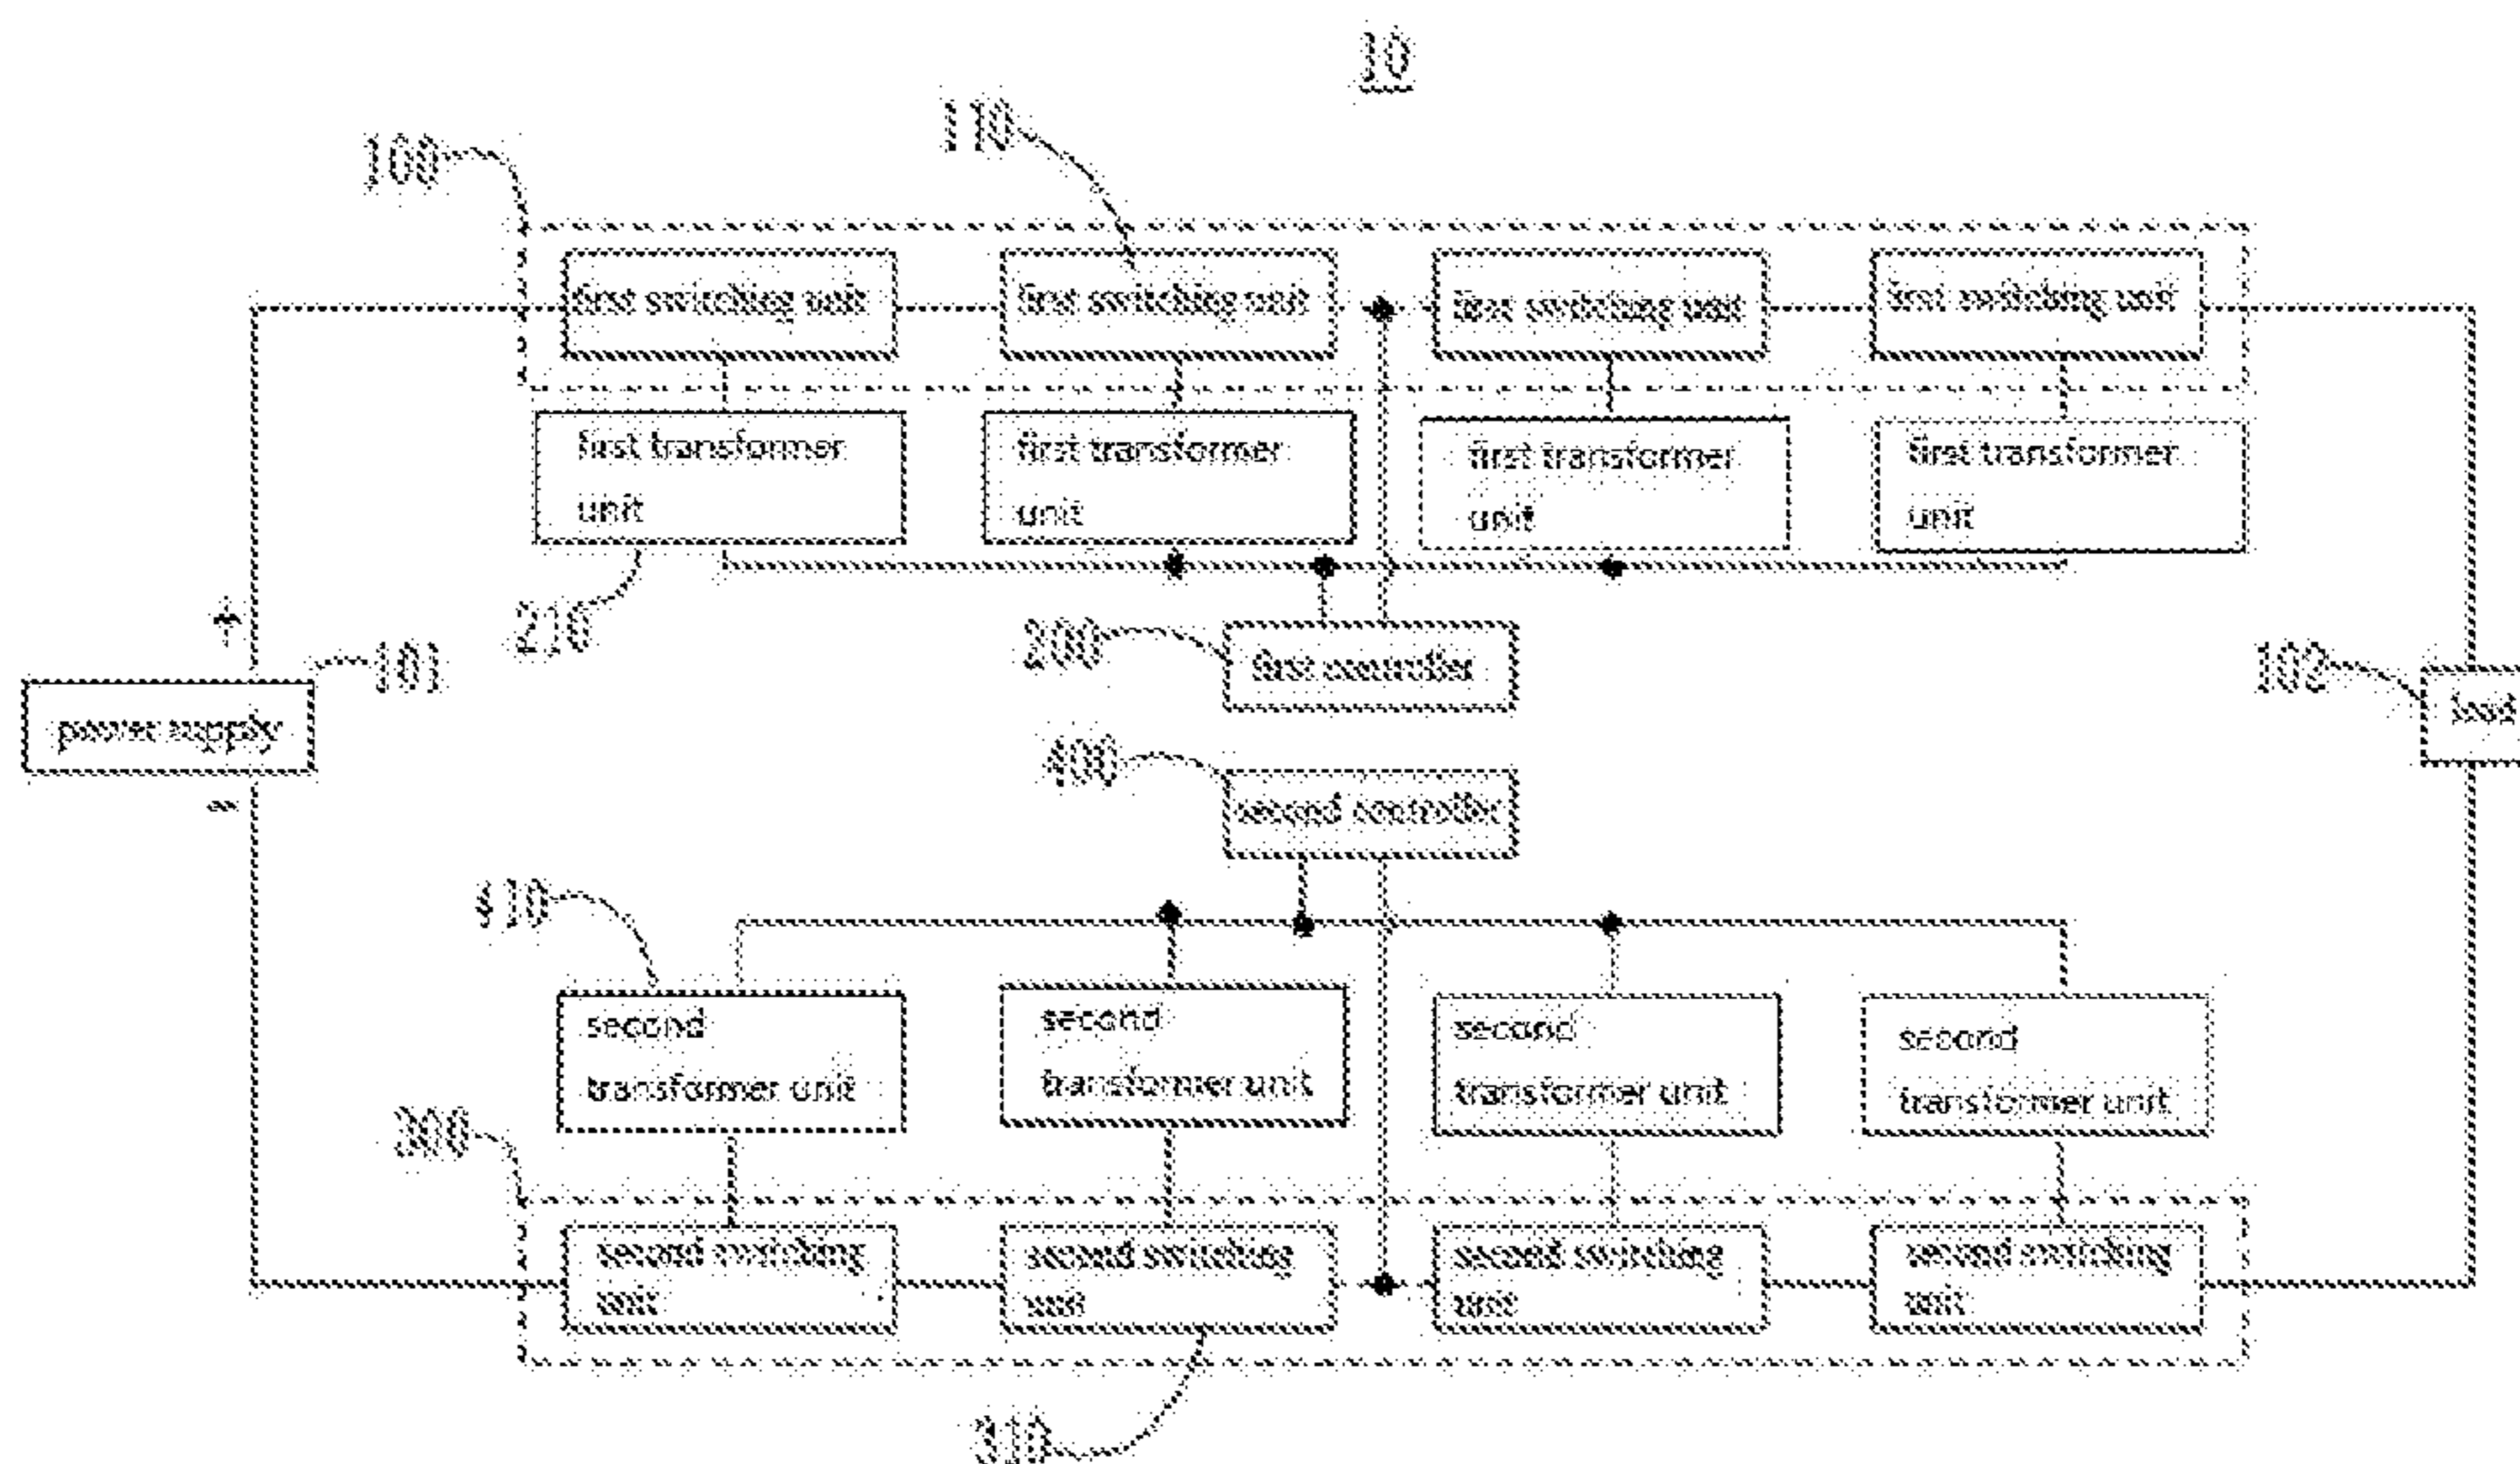 10
110
100
first switching unit
first switching unit
first switching unit
first switching unit
first transformer
unit
first transformer
unit
first transformer
unit
first transformer
unit
+
210
200
first controller
101
102
power supply
load
400
second controller
−
410
second
transformer unit
second
transformer unit
second
transformer unit
second
transformer unit
300
second switching
unit
second switching
unit
second switching
unit
second switching
unit
310